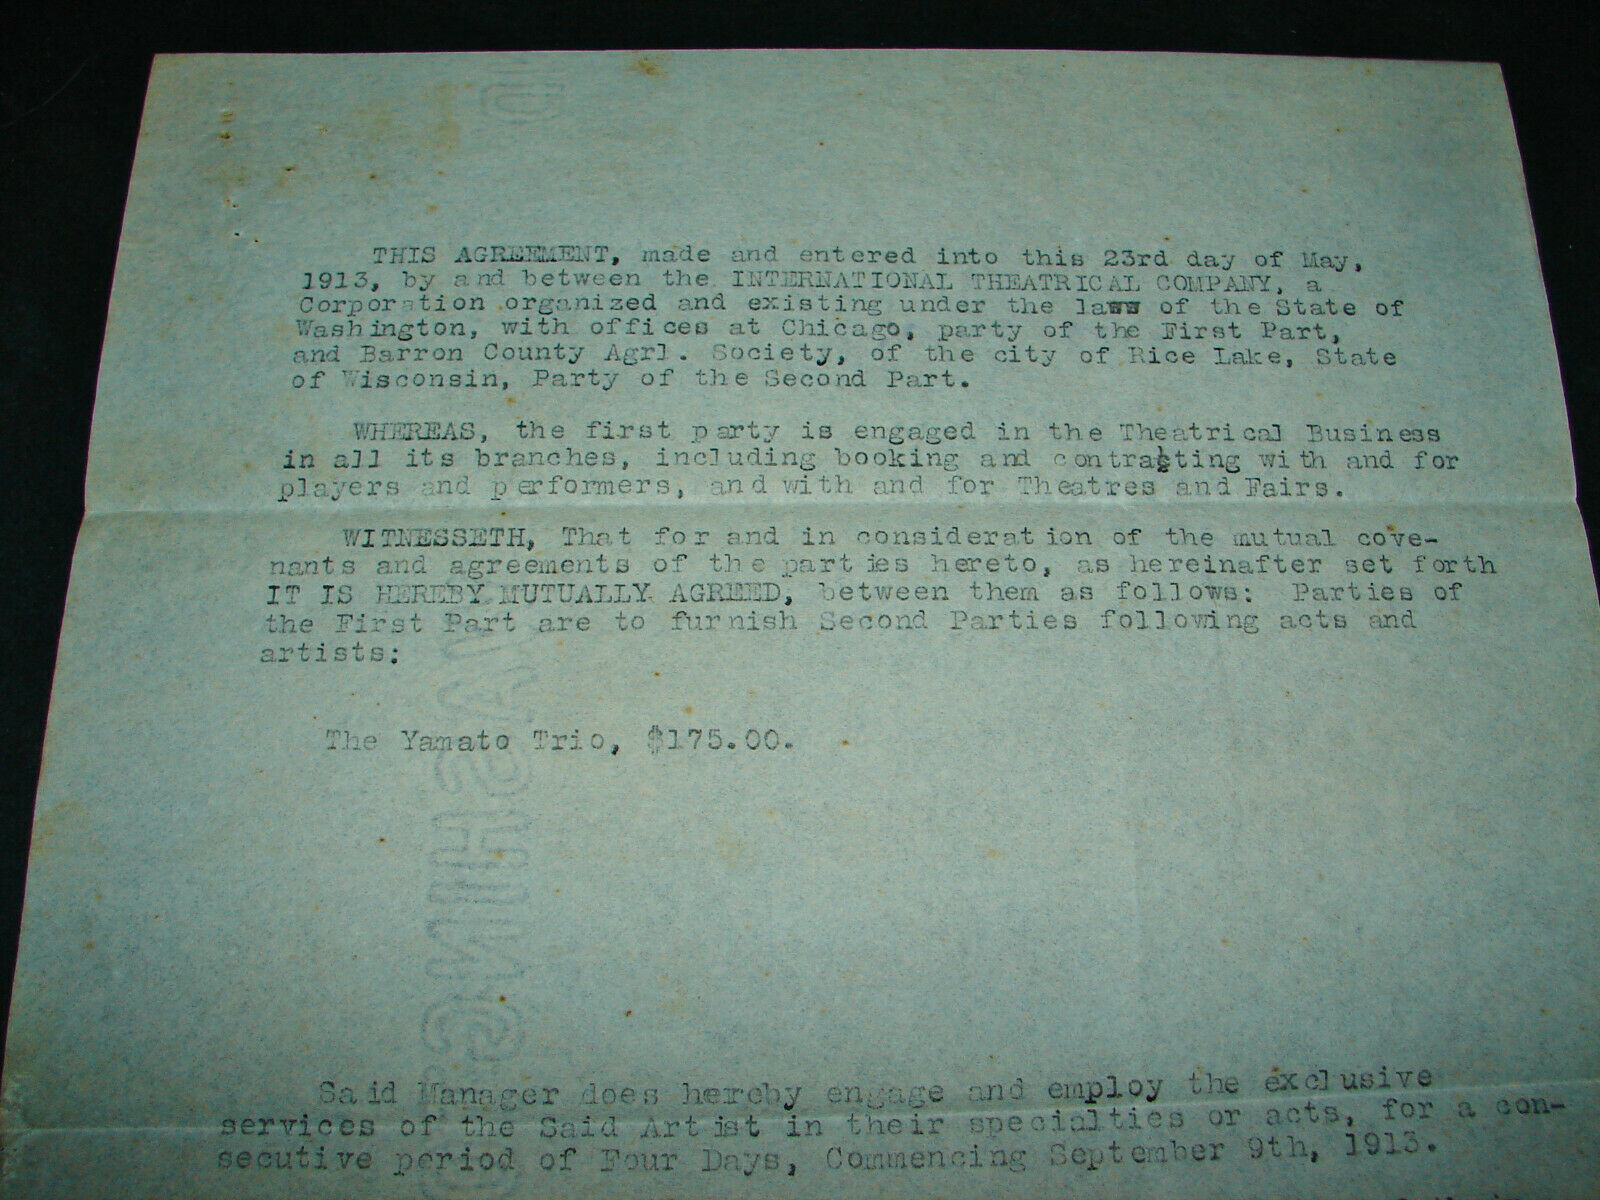 THIS AGREEMENT, made and entered into this 23rd day of May,
1913, by and between the INTERNATIONAL THEATRICAL COMPANY, a
Corporation organized and existing under the laws of the State of
Washington, with offices at Chicago, party of the First Part,
and Barron County Agrl. Society, of the city of Rice Lake, State
of Wisconsin, Party of the Second Part.
WHEREAS, the first party is engaged in the Theatrical Business
in all its branches, including booking and contracting with and for
players and performers, and with and for Theatres and Fairs.
WITNESSETH, That for and in consideration of the mutual cove-
nants and agreements of the parties hereto, as hereinafter set forth
IT IS HEREBY MUTUALLY AGREED, between them as follows: Parties of
the First Part are to furnish Second Parties following acts and
artists:
The Yamato Trio, $175.00.
Said Manager does hereby engage and employ the exclusive
services of the Said Artist in their specialties or acts, for a con-
secutive period of Four Days, Commencing September 9th, 1913.